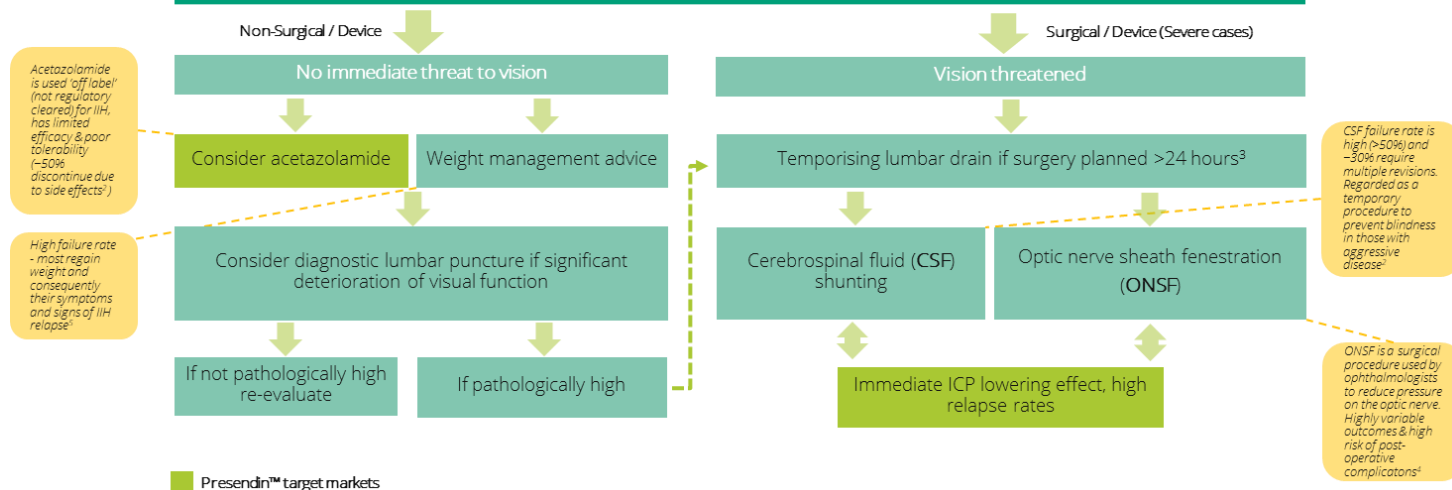 Non-Surgical / Device
Surgical / Device (Severe cases)
No immediate threat to vision
Vision threatened
Acetazolamide
is used 'off label'
(not regulatory
cleared) for IIH,
has limited
efficacy & poor
tolerability
(~50%
discontinue due
to side effects²)
Consider acetazolamide
Weight management advice
Temporising lumbar drain if surgery planned >24 hours³
CSF failure rate is
high (>50%) and
~30% require
multiple revisions.
Regarded as a
temporary
procedure to
prevent blindness
in those with
aggressive
disease²
High failure rate
- most regain
weight and
consequently
their symptoms
and signs of IIH
relapse⁵
Consider diagnostic lumbar puncture if significant
deterioration of visual function
Cerebrospinal fluid (CSF)
shunting
Optic nerve sheath fenestration
(ONSF)
If not pathologically high
re-evaluate
If pathologically high
Immediate ICP lowering effect, high
relapse rates
ONSF is a surgical
procedure used by
ophthalmologists
to reduce pressure
on the optic nerve.
Highly variable
outcomes & high
risk of post-
operative
complicatons⁴
Presendin™ target markets